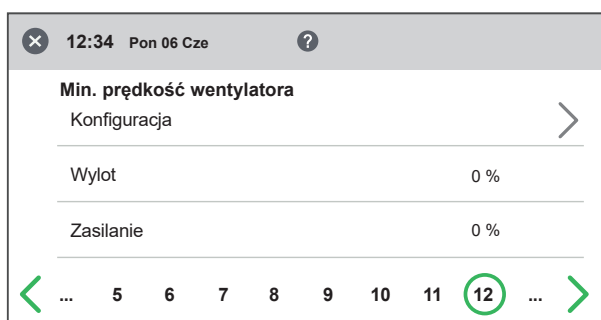 12:34 Pon 06 Cze ?
Min. prędkość wentylatora
Konfiguracja
Wylot 0 %
Zasilanie 0 %
... 5 6 7 8 9 10 11 12 ...